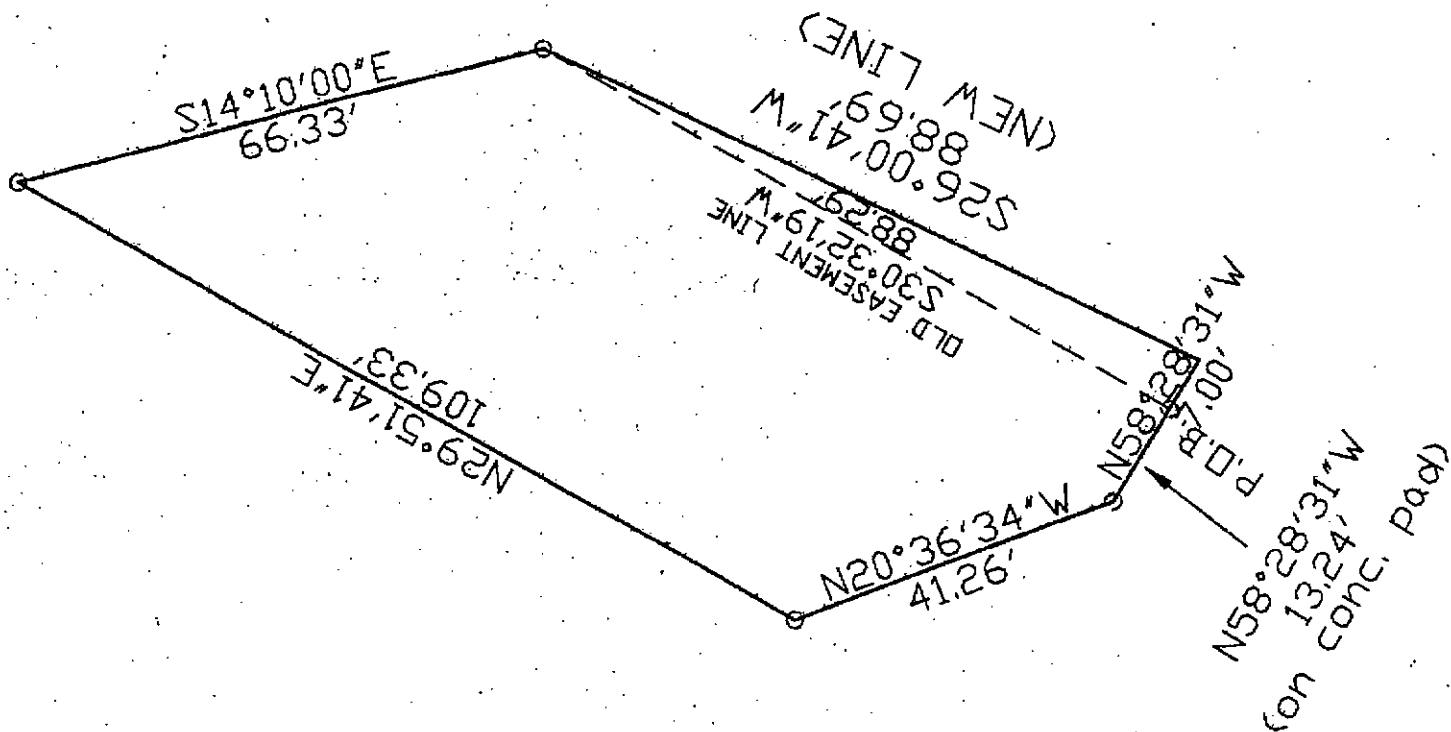 S14°10'00"E
66.33'
(NEW LINE)
88.69'
S26°00'41"W
OLD EASEMENT LINE
S30°32'19"W
88.29'
N29°51'41"E
109.33'
N20°36'34"W
41.26'
N58°28'31"W
7.00'
P.O.B.
N58°28'31"W
13.24'
(on conc. pad)